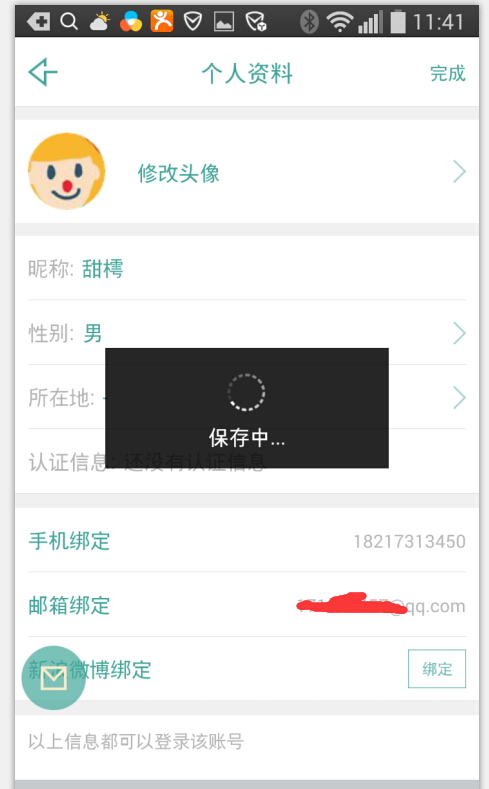 11:41
个人资料
完成
修改头像
昵称: 甜樗
性别: 男
所在地:
保存中...
认证信息: 还没有认证信息
手机绑定
18217313450
邮箱绑定
@qq.com
新浪微博绑定
绑定
以上信息都可以登录该账号